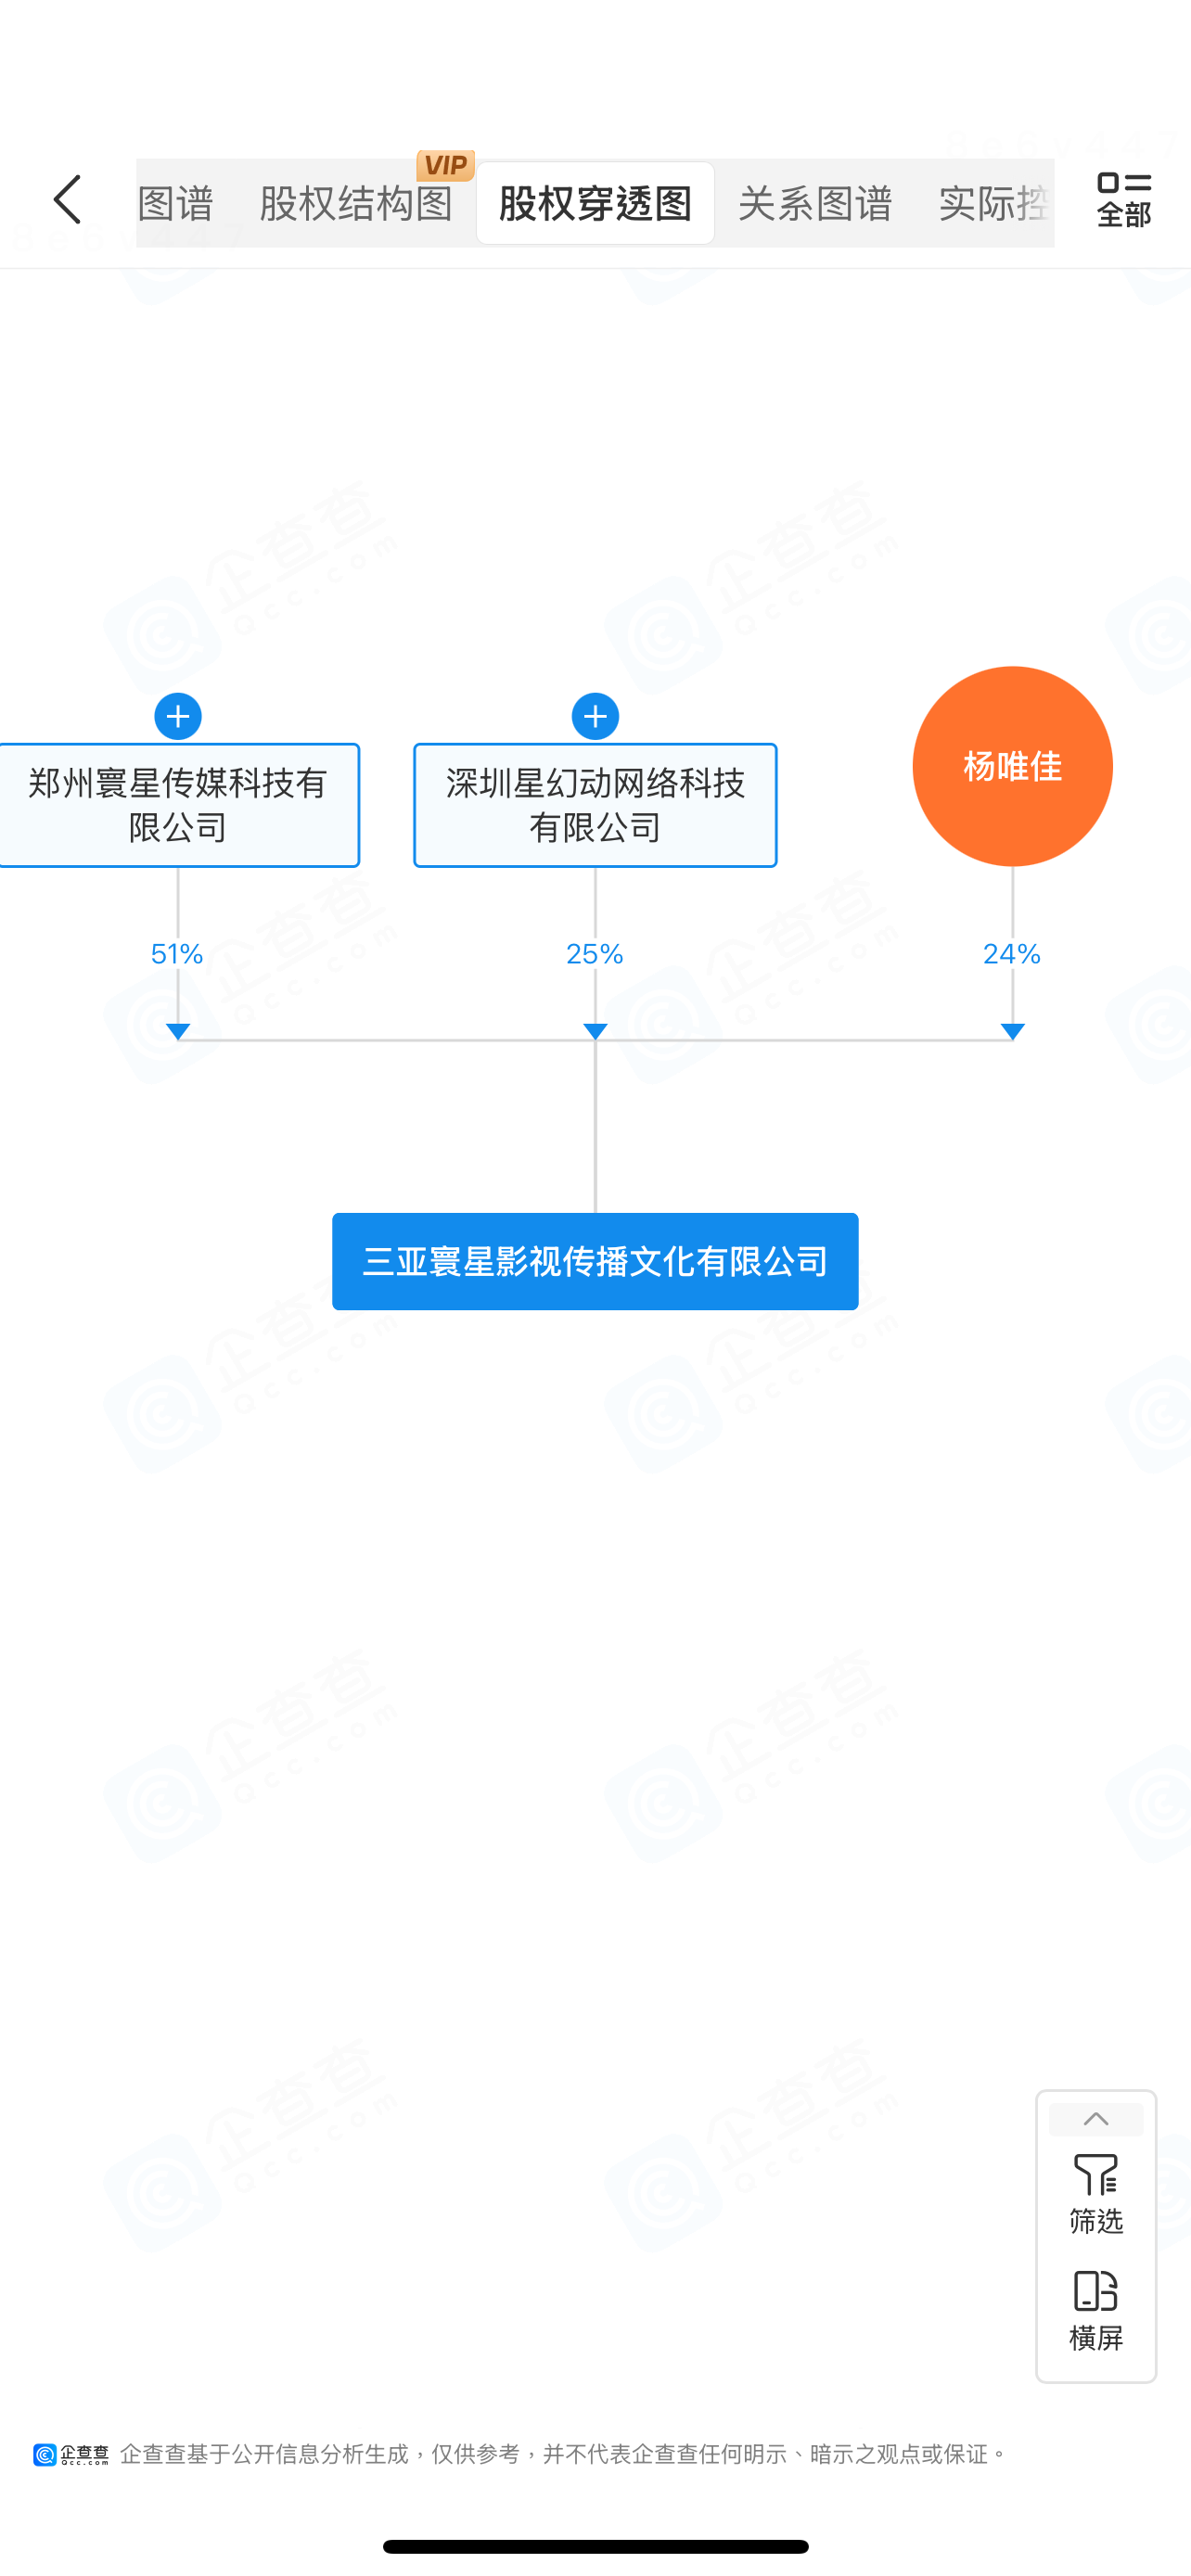 VIP
图谱 股权结构图 股权穿透图 关系图谱 实际控
全部
郑州寰星传媒科技有
限公司
深圳星幻动网络科技
有限公司
杨唯佳
51% 25% 24%
三亚寰星影视传播文化有限公司
筛选
横屏
企查查
Qcc.com
企查查基于公开信息分析生成，仅供参考，并不代表企查查任何明示、暗示之观点或保证。